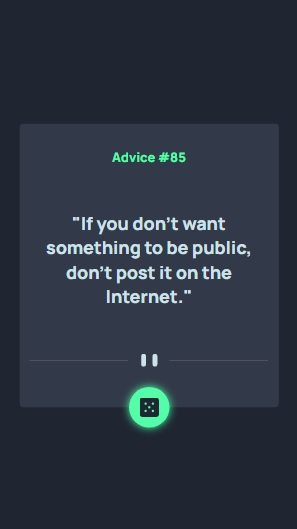 Advice #85
"If you don't want
something to be public,
don't post it on the
Internet."